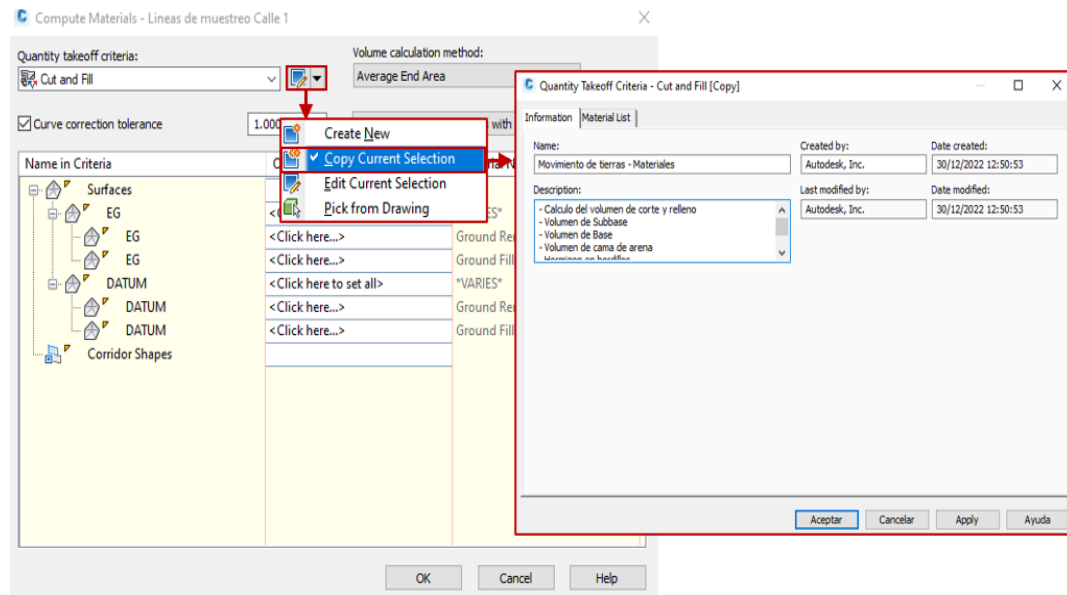 Compute Materials - Lineas de muestreo Calle 1
Quantity takeoff criteria:
Cut and Fill
Volume calculation method:
Average End Area
Curve correction tolerance
1.000
with
Create New
Copy Current Selection
Edit Current Selection
Pick from Drawing
Name in Criteria
Surfaces
EG
EG
<Click here...>
EG
<Click here...>
Ground Fill
DATUM
<Click here to set all>
*VARIES*
DATUM
<Click here...>
DATUM
<Click here...>
Ground Fill
Corridor Shapes
OK
Cancel
Help
Quantity Takeoff Criteria - Cut and Fill [Copy]
Information
Material List
Name:
Movimiento de tierras - Materiales
Created by:
Autodesk, Inc.
Date created:
30/12/2022 12:50:53
Description:
- Calculo del volumen de corte y relleno
- Volumen de Subbase
- Volumen de Base
- Volumen de cama de arena
Last modified by:
Autodesk, Inc.
Date modified:
30/12/2022 12:50:53
Aceptar
Cancelar
Apply
Ayuda